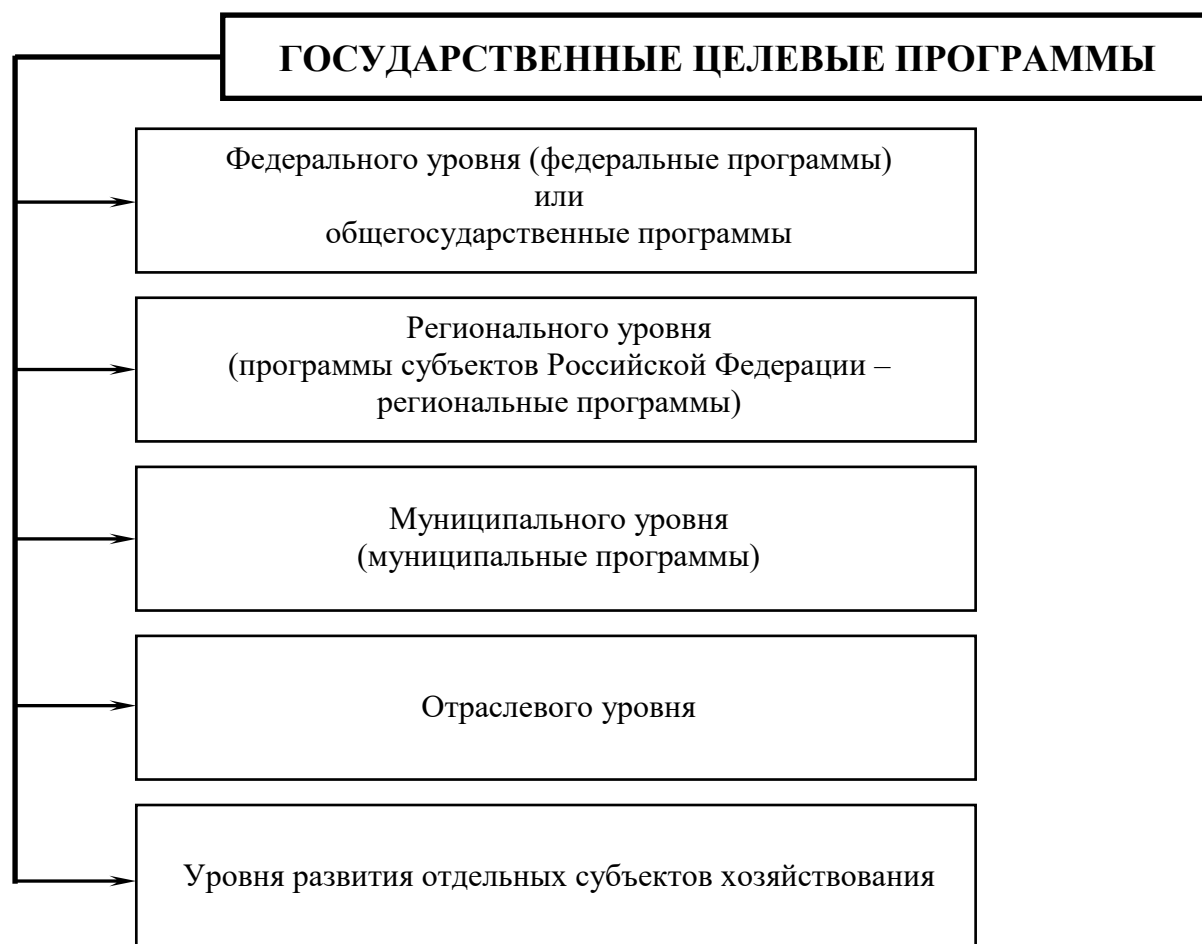 ГОСУДАРСТВЕННЫЕ ЦЕЛЕВЫЕ ПРОГРАММЫ
Федерального уровня (федеральные программы)
или
общегосударственные программы
Регионального уровня
(программы субъектов Российской Федерации –
региональные программы)
Муниципального уровня
(муниципальные программы)
Отраслевого уровня
Уровня развития отдельных субъектов хозяйствования